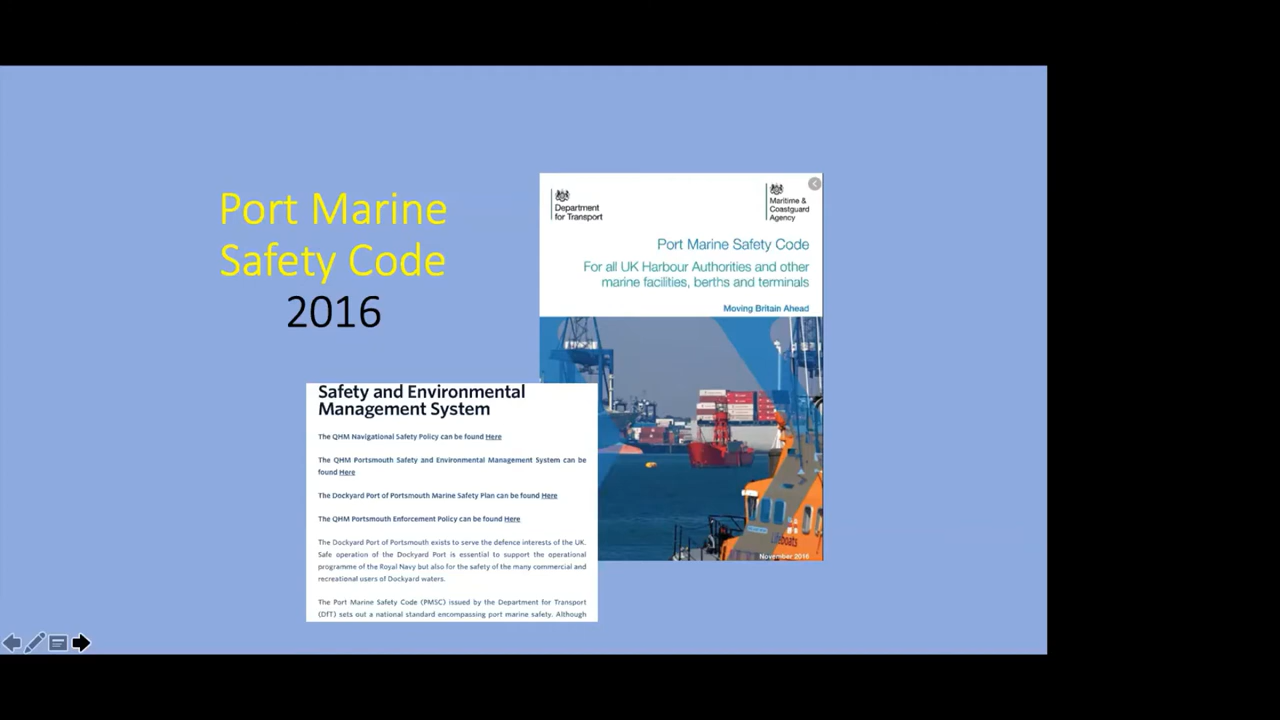 Port Marine
Safety Code
2016
Department
for Transport
Maritime &
Coastguard
Agency
Port Marine Safety Code
For all UK Harbour Authorities and other
marine facilities, berths and terminals
Moving Britain Ahead
Lifeboats
November 2016
Safety and Environmental
Management System
The QHM Navigational Safety Policy can be found Here
The QHM Portsmouth Safety and Environmental Management System can be
found Here
The Dockyard Port of Portsmouth Marine Safety Plan can be found Here
The QHM Portsmouth Enforcement Policy can be found Here
The Dockyard Port of Portsmouth exists to serve the defence interests of the UK.
Safe operation of the Dockyard Port is essential to support the operational
programme of the Royal Navy but also for the safety of the many commercial and
recreational users of Dockyard waters.
The Port Marine Safety Code (PMSC) issued by the Department for Transport
(DfT) sets out a national standard encompassing port marine safety. Although